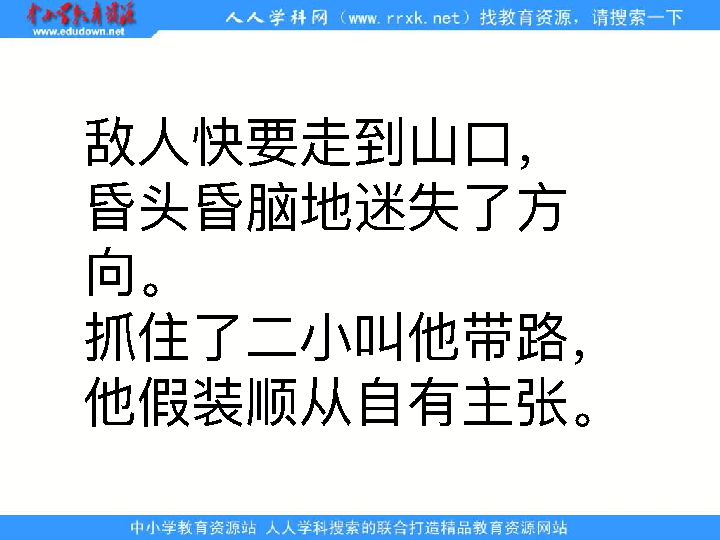 中小学教育资源
www.edudown.net
人人学科网（www.rrxk.net）找教育资源，请搜索一下
敌人快要走到山口，
昏头昏脑地迷失了方
向。
抓住了二小叫他带路，
他假装顺从自有主张。
中小学教育资源站 人人学科搜索的联合打造精品教育资源网站